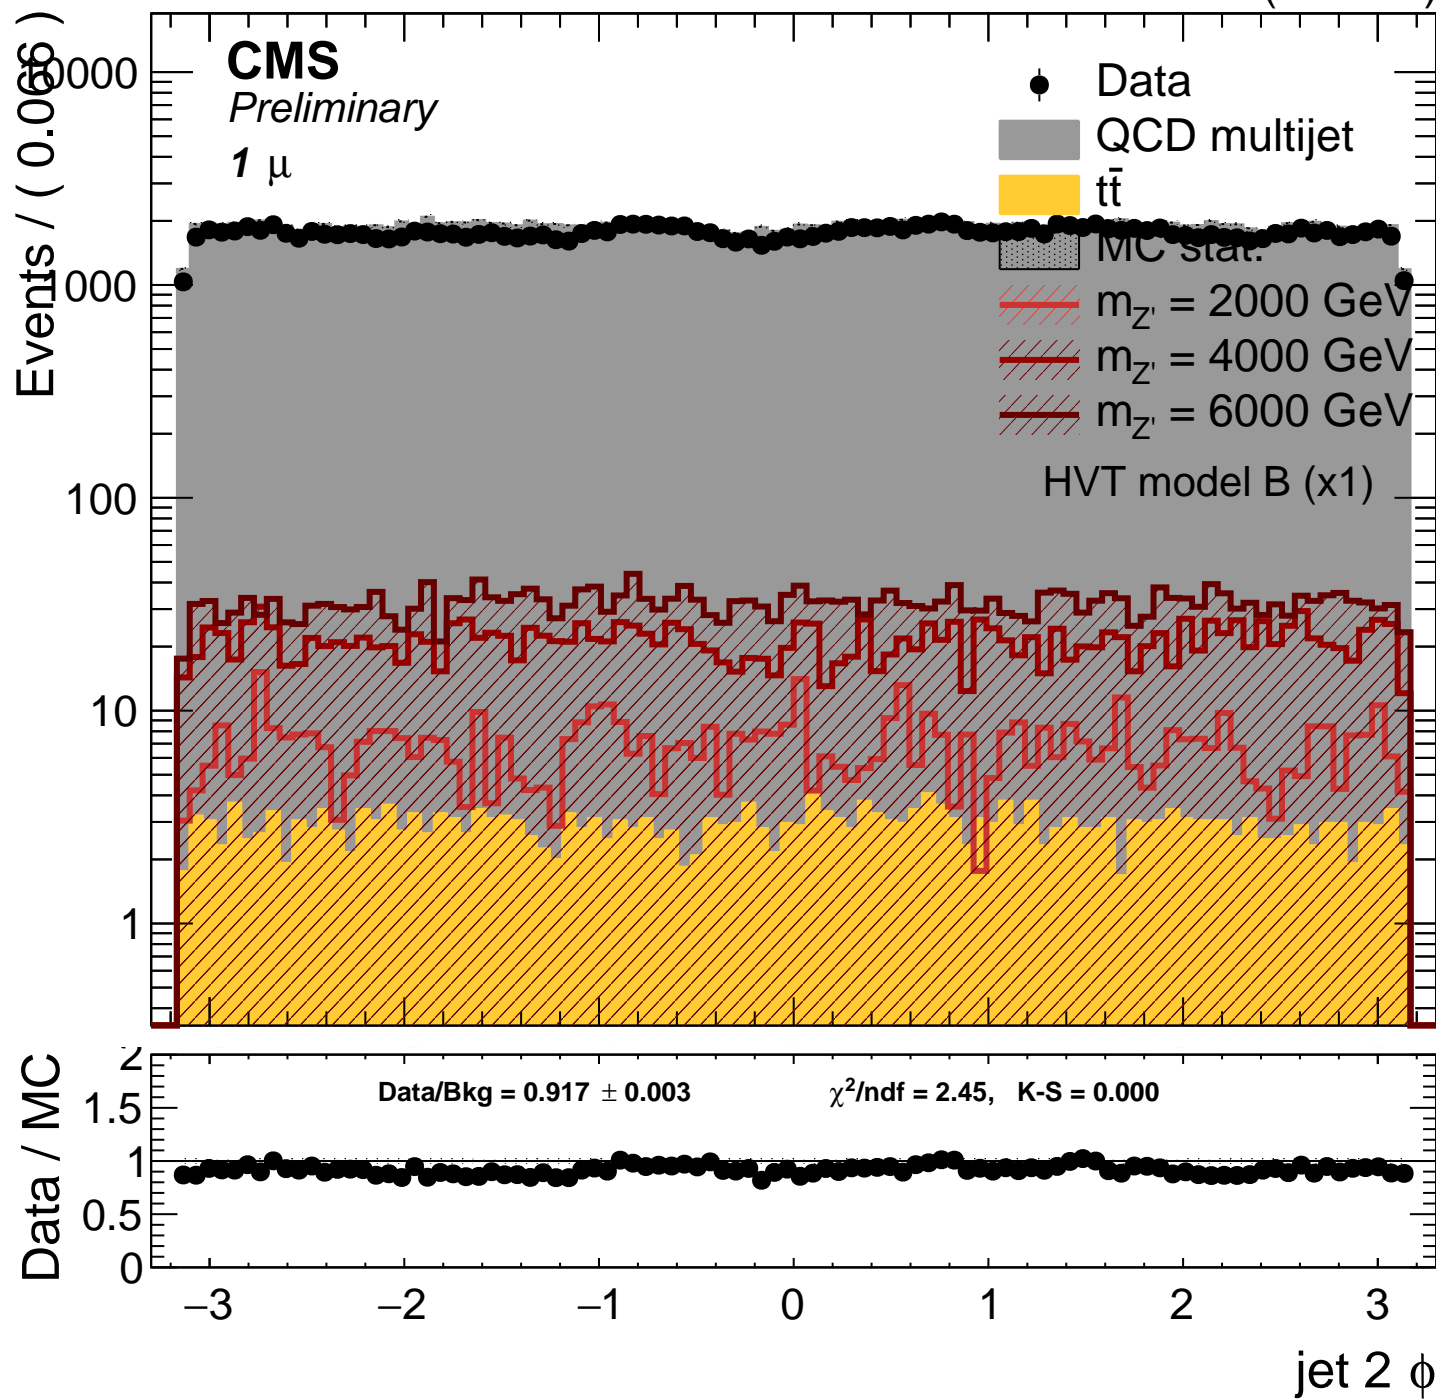 CMS
Preliminary
1 μ
Data
QCD multijet
tt̄
MC stat.
m_Z' = 2000 GeV
m_Z' = 4000 GeV
m_Z' = 6000 GeV
HVT model B (x1)
Events / ( 0.066 )
10000
1000
100
10
1
Data/Bkg = 0.917 ± 0.003
χ²/ndf = 2.45, K-S = 0.000
Data / MC
2
1.5
1
0.5
0
−3 −2 −1 0 1 2 3
jet 2 ϕ